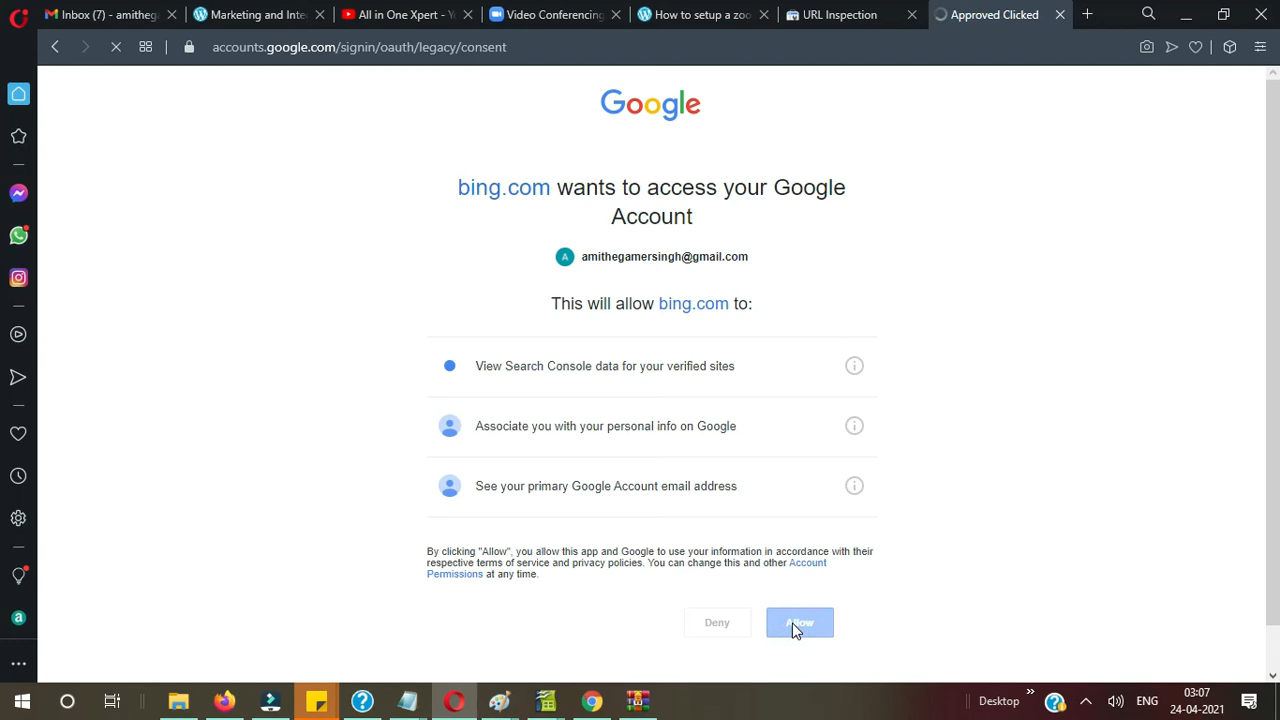 Inbox (7) - amithega
Marketing and Inte
All in One Xpert -
Video Conferencing
How to setup a zoo
URL Inspection
Approved Clicked
accounts.google.com/signin/oauth/legacy/consent
Google
bing.com wants to access your Google
Account
A amithegamersingh@gmail.com
This will allow bing.com to:
View Search Console data for your verified sites
Associate you with your personal info on Google
See your primary Google Account email address
By clicking "Allow", you allow this app and Google to use your information in accordance with their
respective terms of service and privacy policies. You can change this and other Account
Permissions at any time.
Deny Allow
Desktop
ENG
03:07
24-04-2021